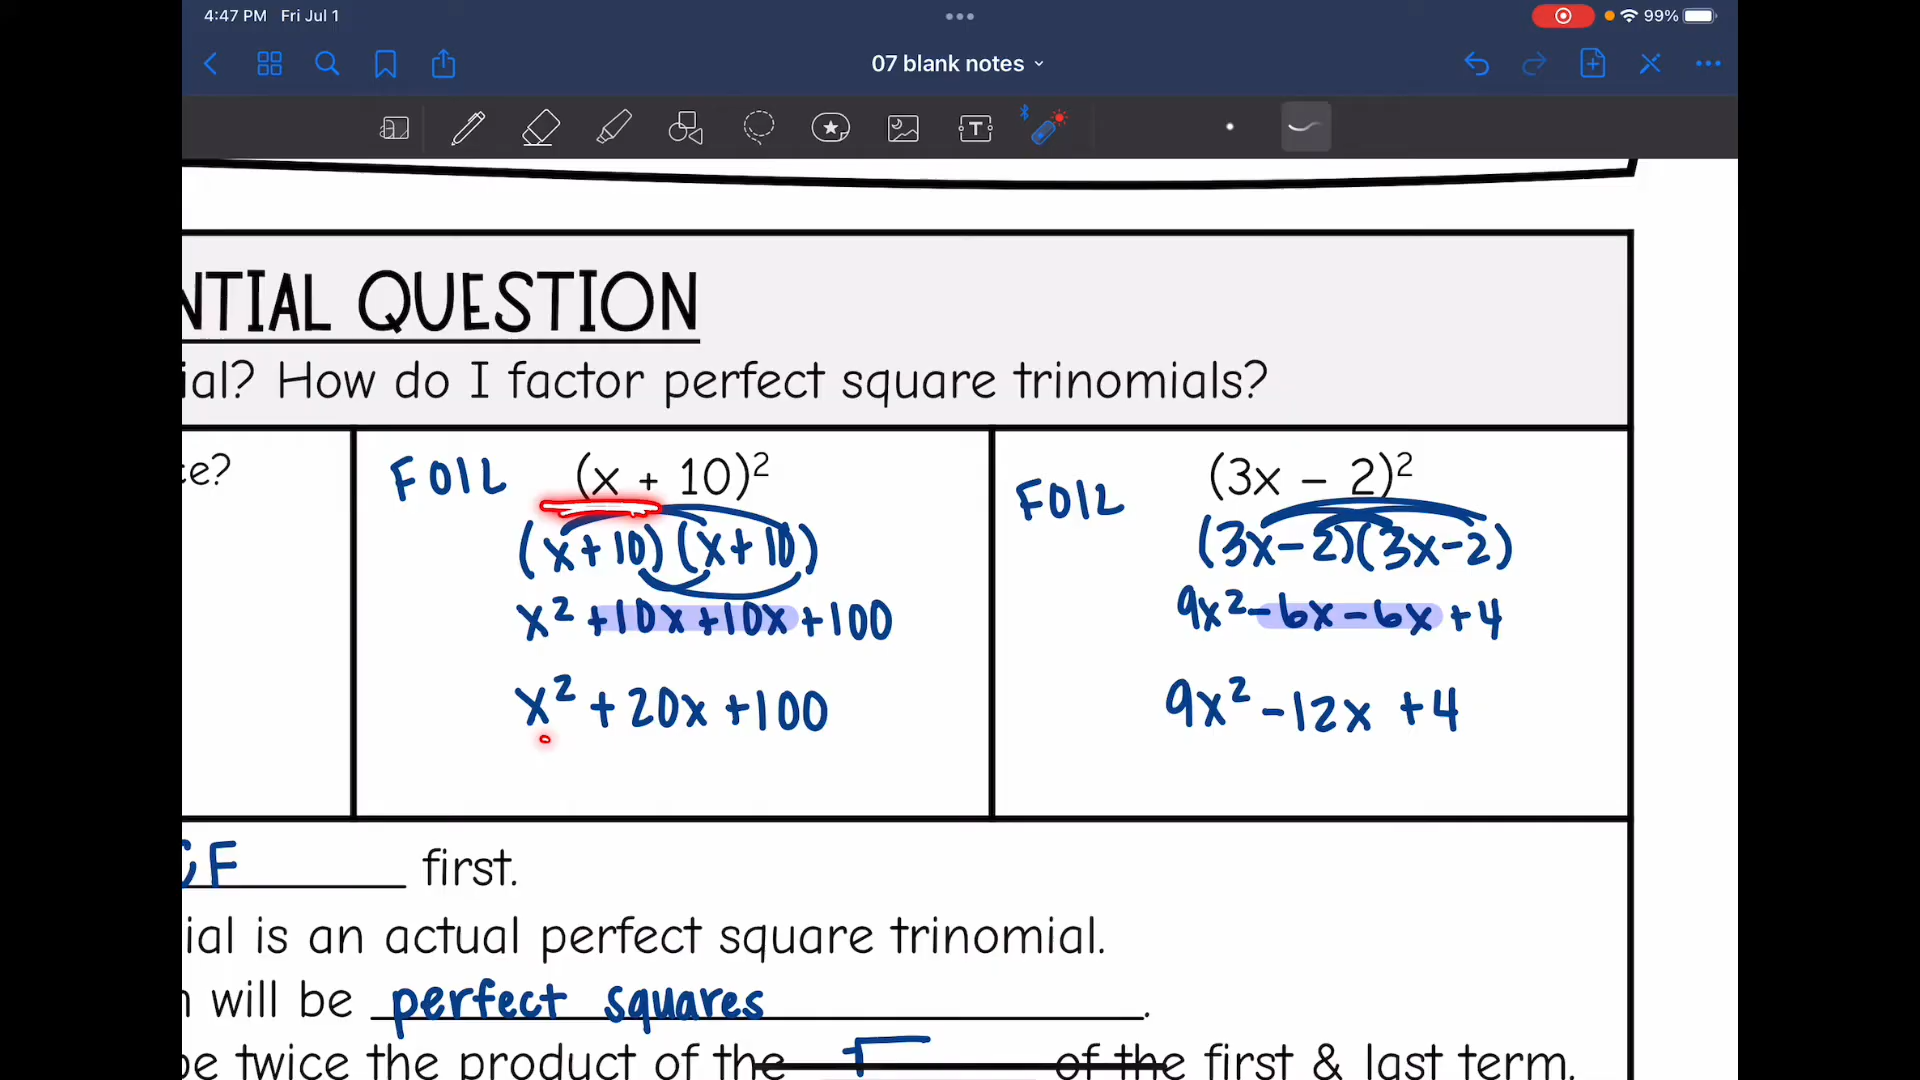 4:47 PM Fri Jul 1
99%
07 blank notes
T
NTIAL QUESTION
ial? How do I factor perfect square trinomials?
ce?
FOIL (x + 10)²
(x+10)(x+10)
x² +10x+10x +100
x² +20x +100
FOIL (3x − 2)²
(3x−2)(3x−2)
9x² −6x −6x +4
9x² −12x +4
CF first.
ial is an actual perfect square trinomial.
will be perfect squares.
be twice the product of the √ of the first & last term.